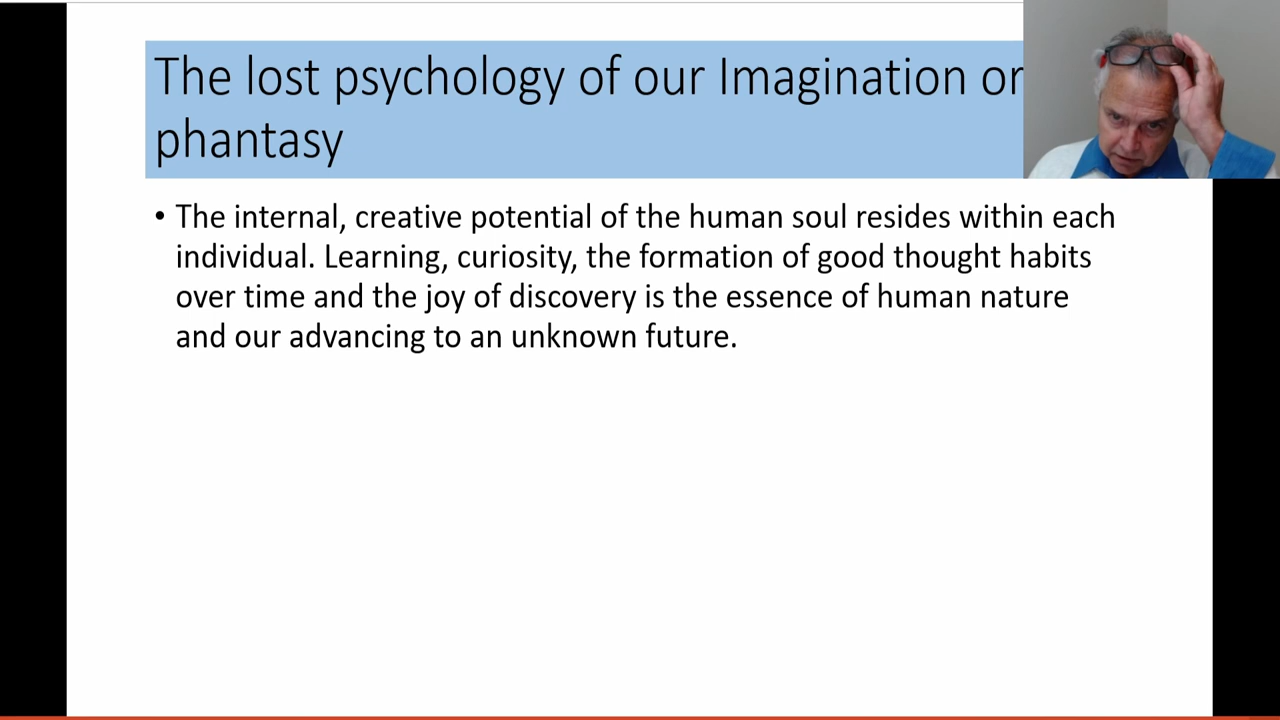 The lost psychology of our Imagination or
phantasy
• The internal, creative potential of the human soul resides within each
individual. Learning, curiosity, the formation of good thought habits
over time and the joy of discovery is the essence of human nature
and our advancing to an unknown future.